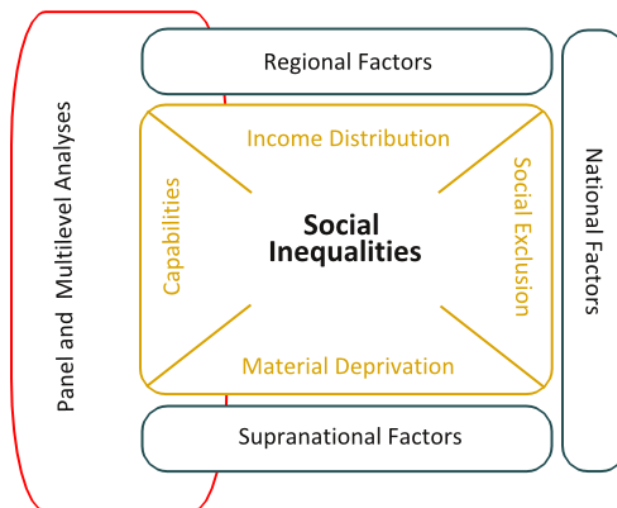 Regional Factors
Income Distribution
Panel and Multilevel Analyses
Capabilities
Social
Inequalities
Social Exclusion
National Factors
Material Deprivation
Supranational Factors